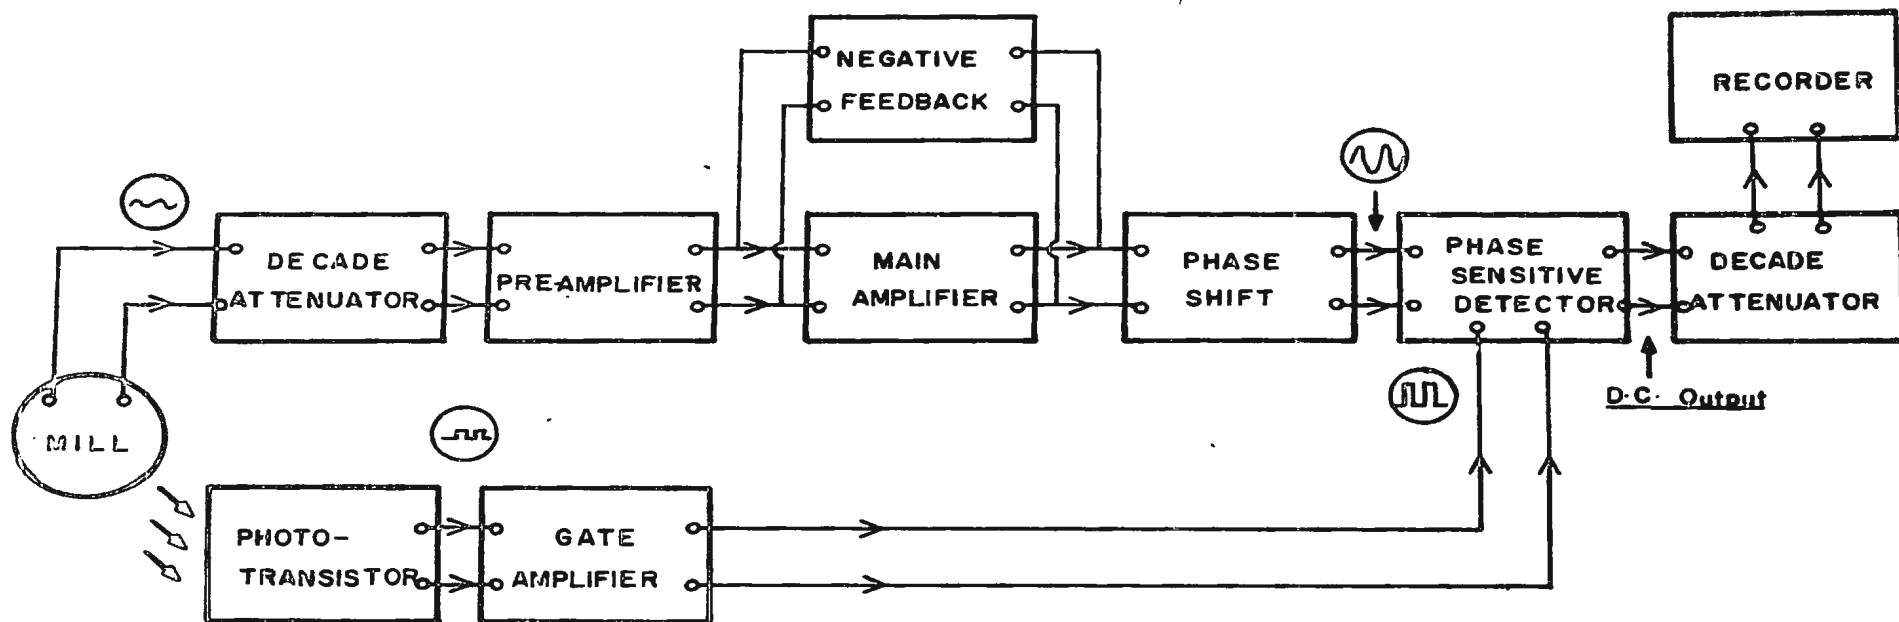 NEGATIVE
FEEDBACK
RECORDER
DECADE
ATTENUATOR
PRE-AMPLIFIER
MAIN
AMPLIFIER
PHASE
SHIFT
PHASE
SENSITIVE
DETECTOR
DECADE
ATTENUATOR
D.C. Output
MILL
PHOTO-
TRANSISTOR
GATE
AMPLIFIER